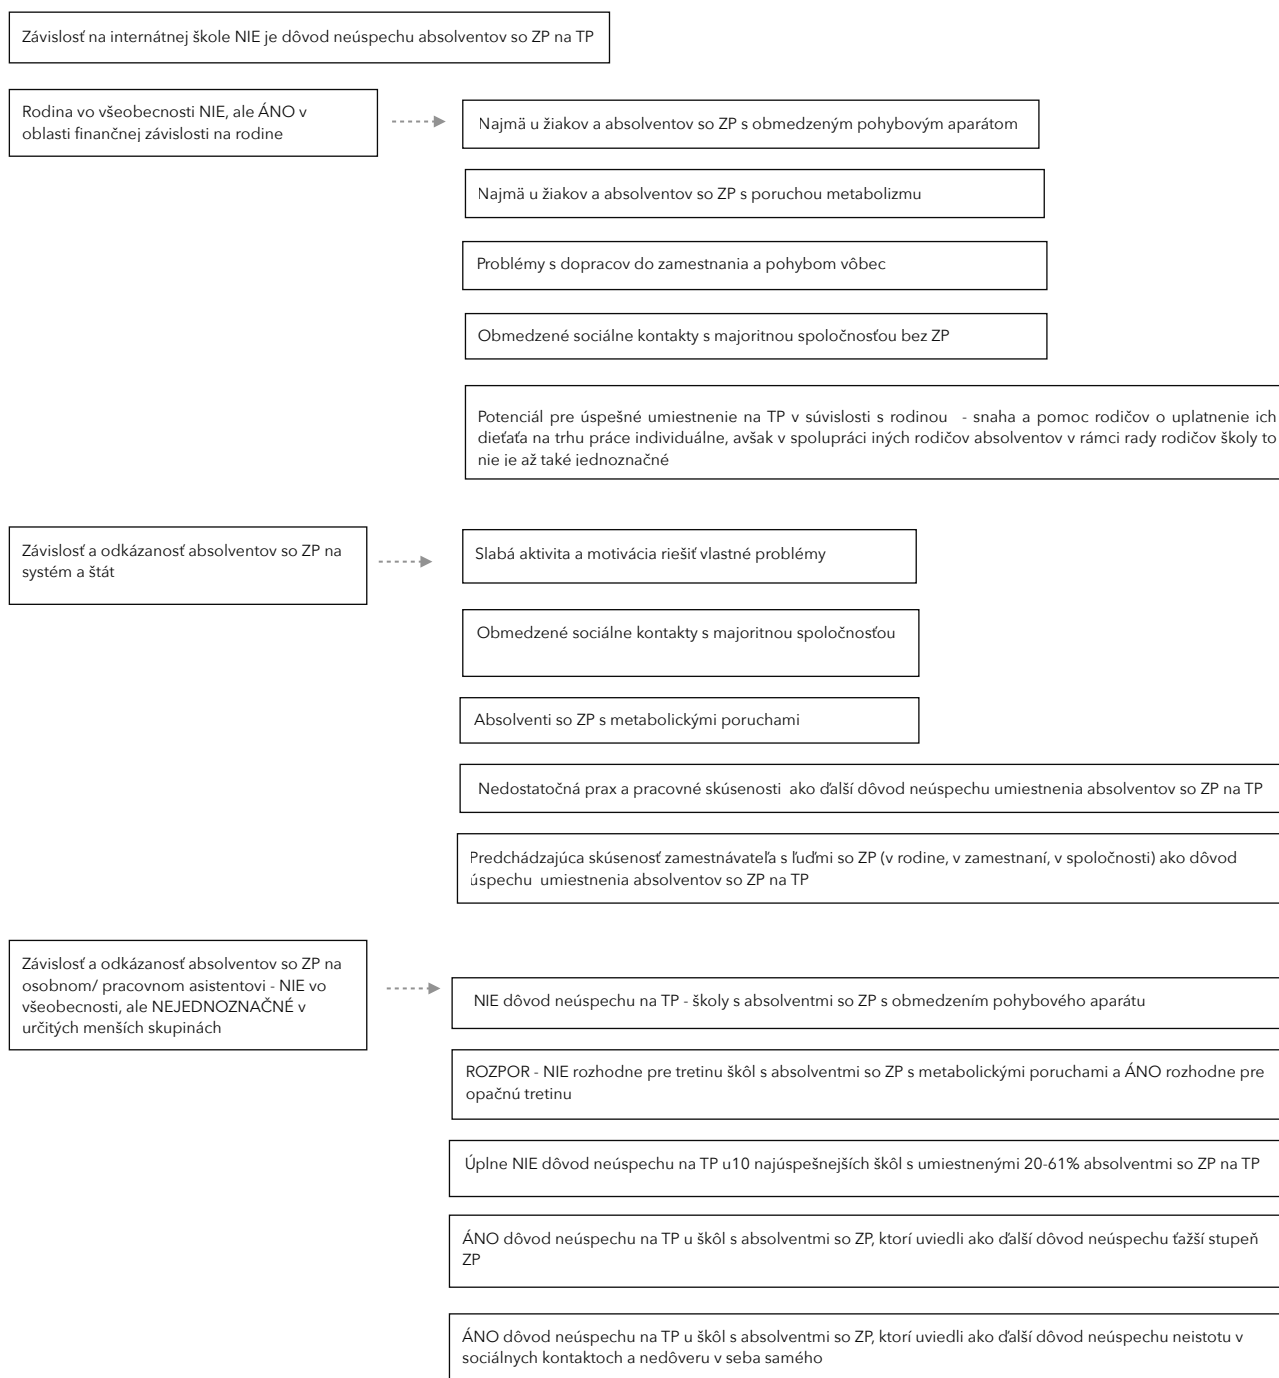 Závislosť na internátnej škole NIE je dôvod neúspechu absolventov so ZP na TP
Rodina vo všeobecnosti NIE, ale ÁNO v
oblasti finančnej závislosti na rodine
Najmä u žiakov a absolventov so ZP s obmedzeným pohybovým aparátom
Najmä u žiakov a absolventov so ZP s poruchou metabolizmu
Problémy s dopracov do zamestnania a pohybom vôbec
Obmedzené sociálne kontakty s majoritnou spoločnosťou bez ZP
Potenciál pre úspešné umiestnenie na TP v súvislosti s rodinou - snaha a pomoc rodičov o uplatnenie ich
dieťaťa na trhu práce individuálne, avšak v spolupráci iných rodičov absolventov v rámci rady rodičov školy to
nie je až také jednoznačné
Závislosť a odkázanosť absolventov so ZP na
systém a štát
Slabá aktivita a motivácia riešiť vlastné problémy
Obmedzené sociálne kontakty s majoritnou spoločnosťou
Absolventi so ZP s metabolickými poruchami
Nedostatočná prax a pracovné skúsenosti ako ďalší dôvod neúspechu umiestnenia absolventov so ZP na TP
Predchádzajúca skúsenosť zamestnávateľa s ľuďmi so ZP (v rodine, v zamestnaní, v spoločnosti) ako dôvod
úspechu umiestnenia absolventov so ZP na TP
Závislosť a odkázanosť absolventov so ZP na
osobnom/ pracovnom asistentovi - NIE vo
všeobecnosti, ale NEJEDNOZNAČNÉ v
určitých menších skupinách
NIE dôvod neúspechu na TP - školy s absolventmi so ZP s obmedzením pohybového aparátu
ROZPOR - NIE rozhodne pre tretinu škôl s absolventmi so ZP s metabolickými poruchami a ÁNO rozhodne pre
opačnú tretinu
Úplne NIE dôvod neúspechu na TP u10 najúspešnejších škôl s umiestnenými 20-61% absolventmi so ZP na TP
ÁNO dôvod neúspechu na TP u škôl s absolventmi so ZP, ktorí uviedli ako ďalší dôvod neúspechu ťažší stupeň
ZP
ÁNO dôvod neúspechu na TP u škôl s absolventmi so ZP, ktorí uviedli ako ďalší dôvod neúspechu neistotu v
sociálnych kontaktoch a nedôveru v seba samého